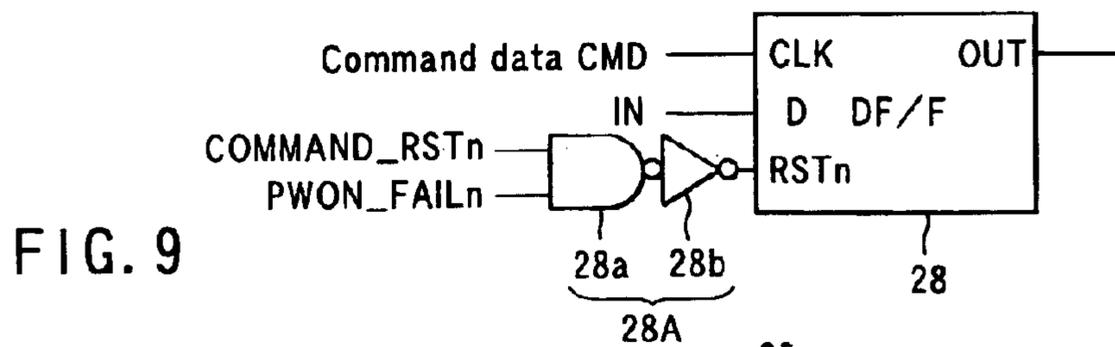 Command data CMD
CLK
OUT
IN
D
DF/F
COMMAND_RSTn
PWON_FAILn
RSTn
28a
28b
28
28A
FIG. 9